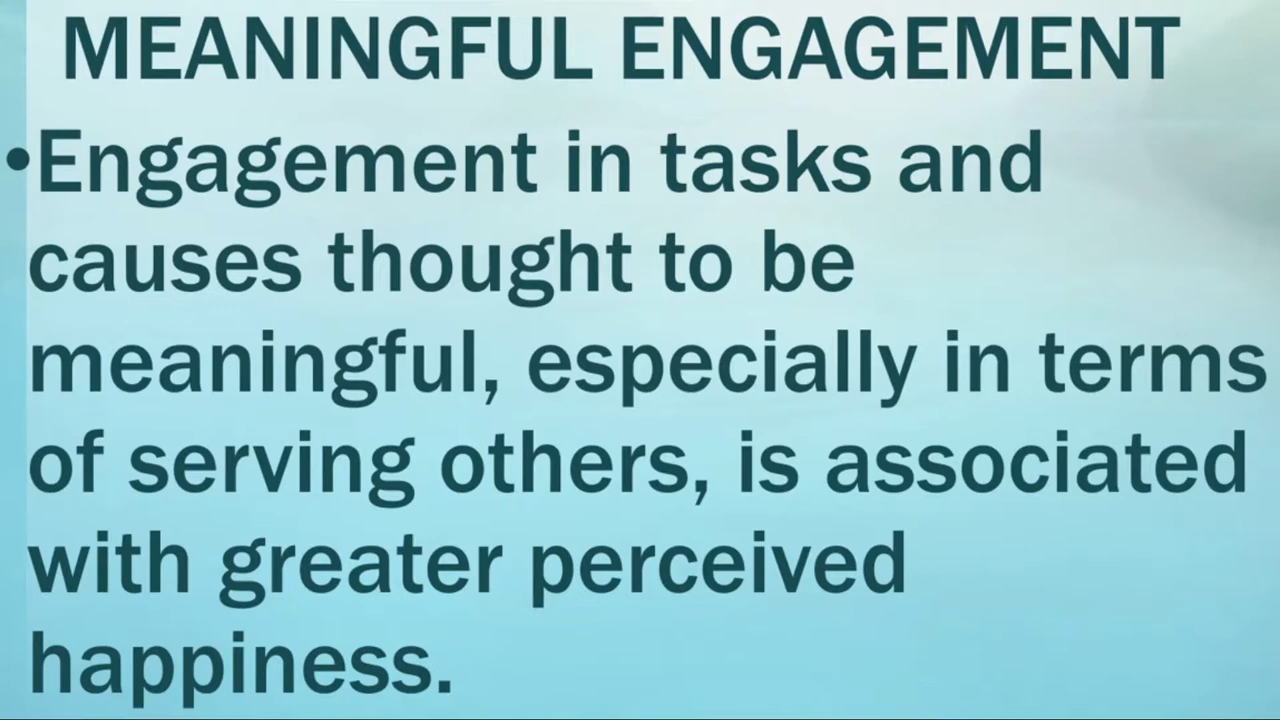 MEANINGFUL ENGAGEMENT
•Engagement in tasks and
causes thought to be
meaningful, especially in terms
of serving others, is associated
with greater perceived
happiness.